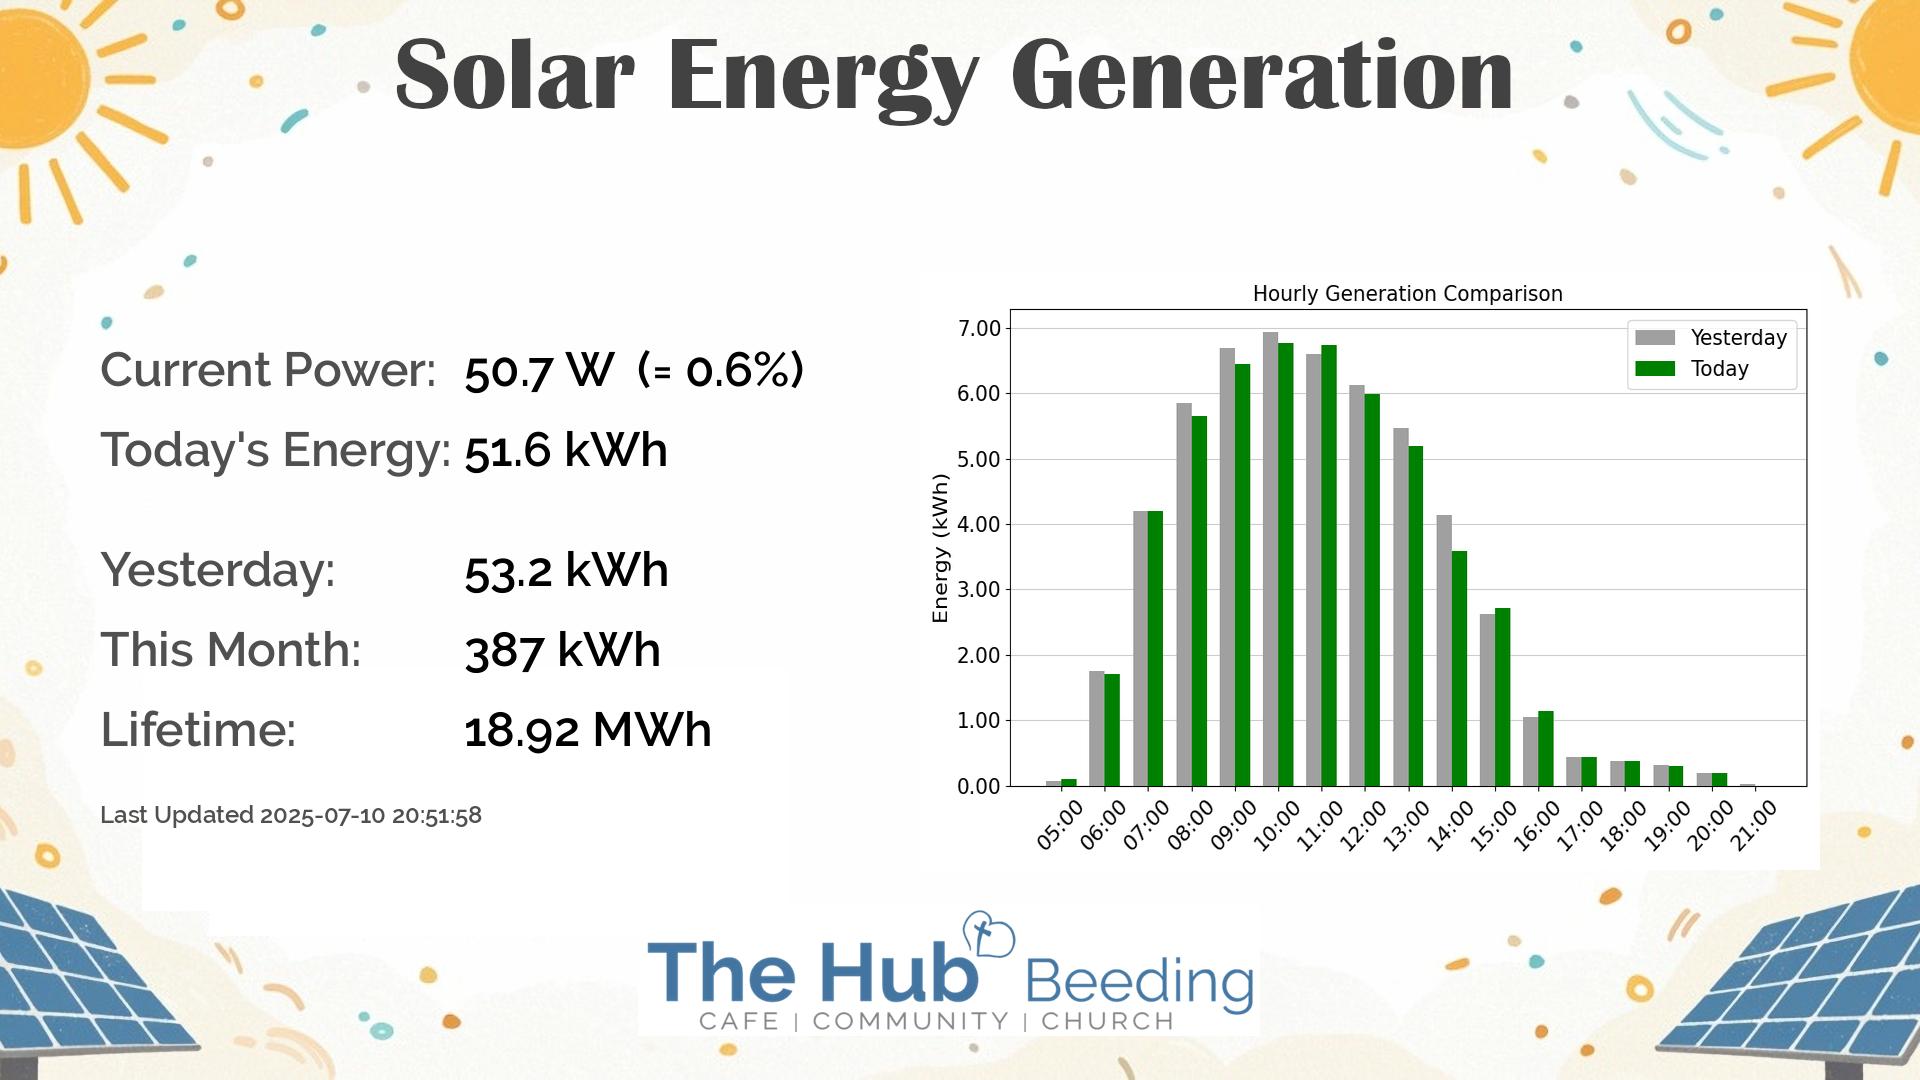 Solar Energy Generation
Current Power: 50.7 W (= 0.6%)
Today's Energy: 51.6 kWh
Yesterday: 53.2 kWh
This Month: 387 kWh
Lifetime: 18.92 MWh
Last Updated 2025-07-10 20:51:58
Hourly Generation Comparison
Yesterday
Today
Energy (kWh)
7.00
6.00
5.00
4.00
3.00
2.00
1.00
0.00
05:00 06:00 07:00 08:00 09:00 10:00 11:00 12:00 13:00 14:00 15:00 16:00 17:00 18:00 19:00 20:00 21:00
The Hub Beeding
CAFE | COMMUNITY | CHURCH